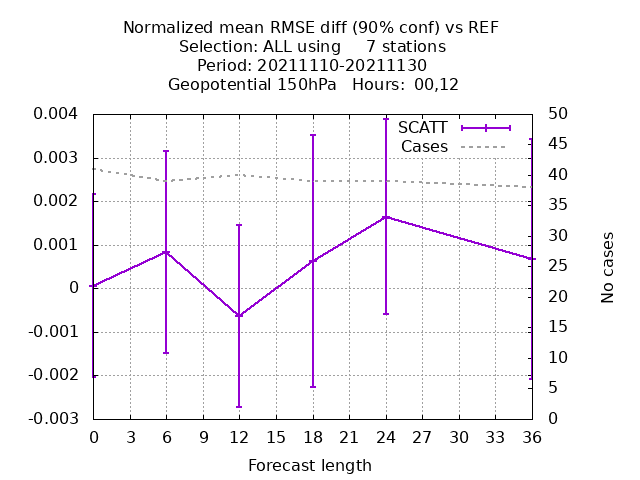 Normalized mean RMSE diff (90% conf) vs REF
Selection: ALL using     7 stations
Period: 20211110-20211130
Geopotential 150hPa   Hours:  00,12
0.004
0.003
0.002
0.001
0
-0.001
-0.002
-0.003
SCATT
Cases
50
45
40
35
30
25
20
15
10
5
0
No cases
0 3 6 9 12 15 18 21 24 27 30 33 36
Forecast length